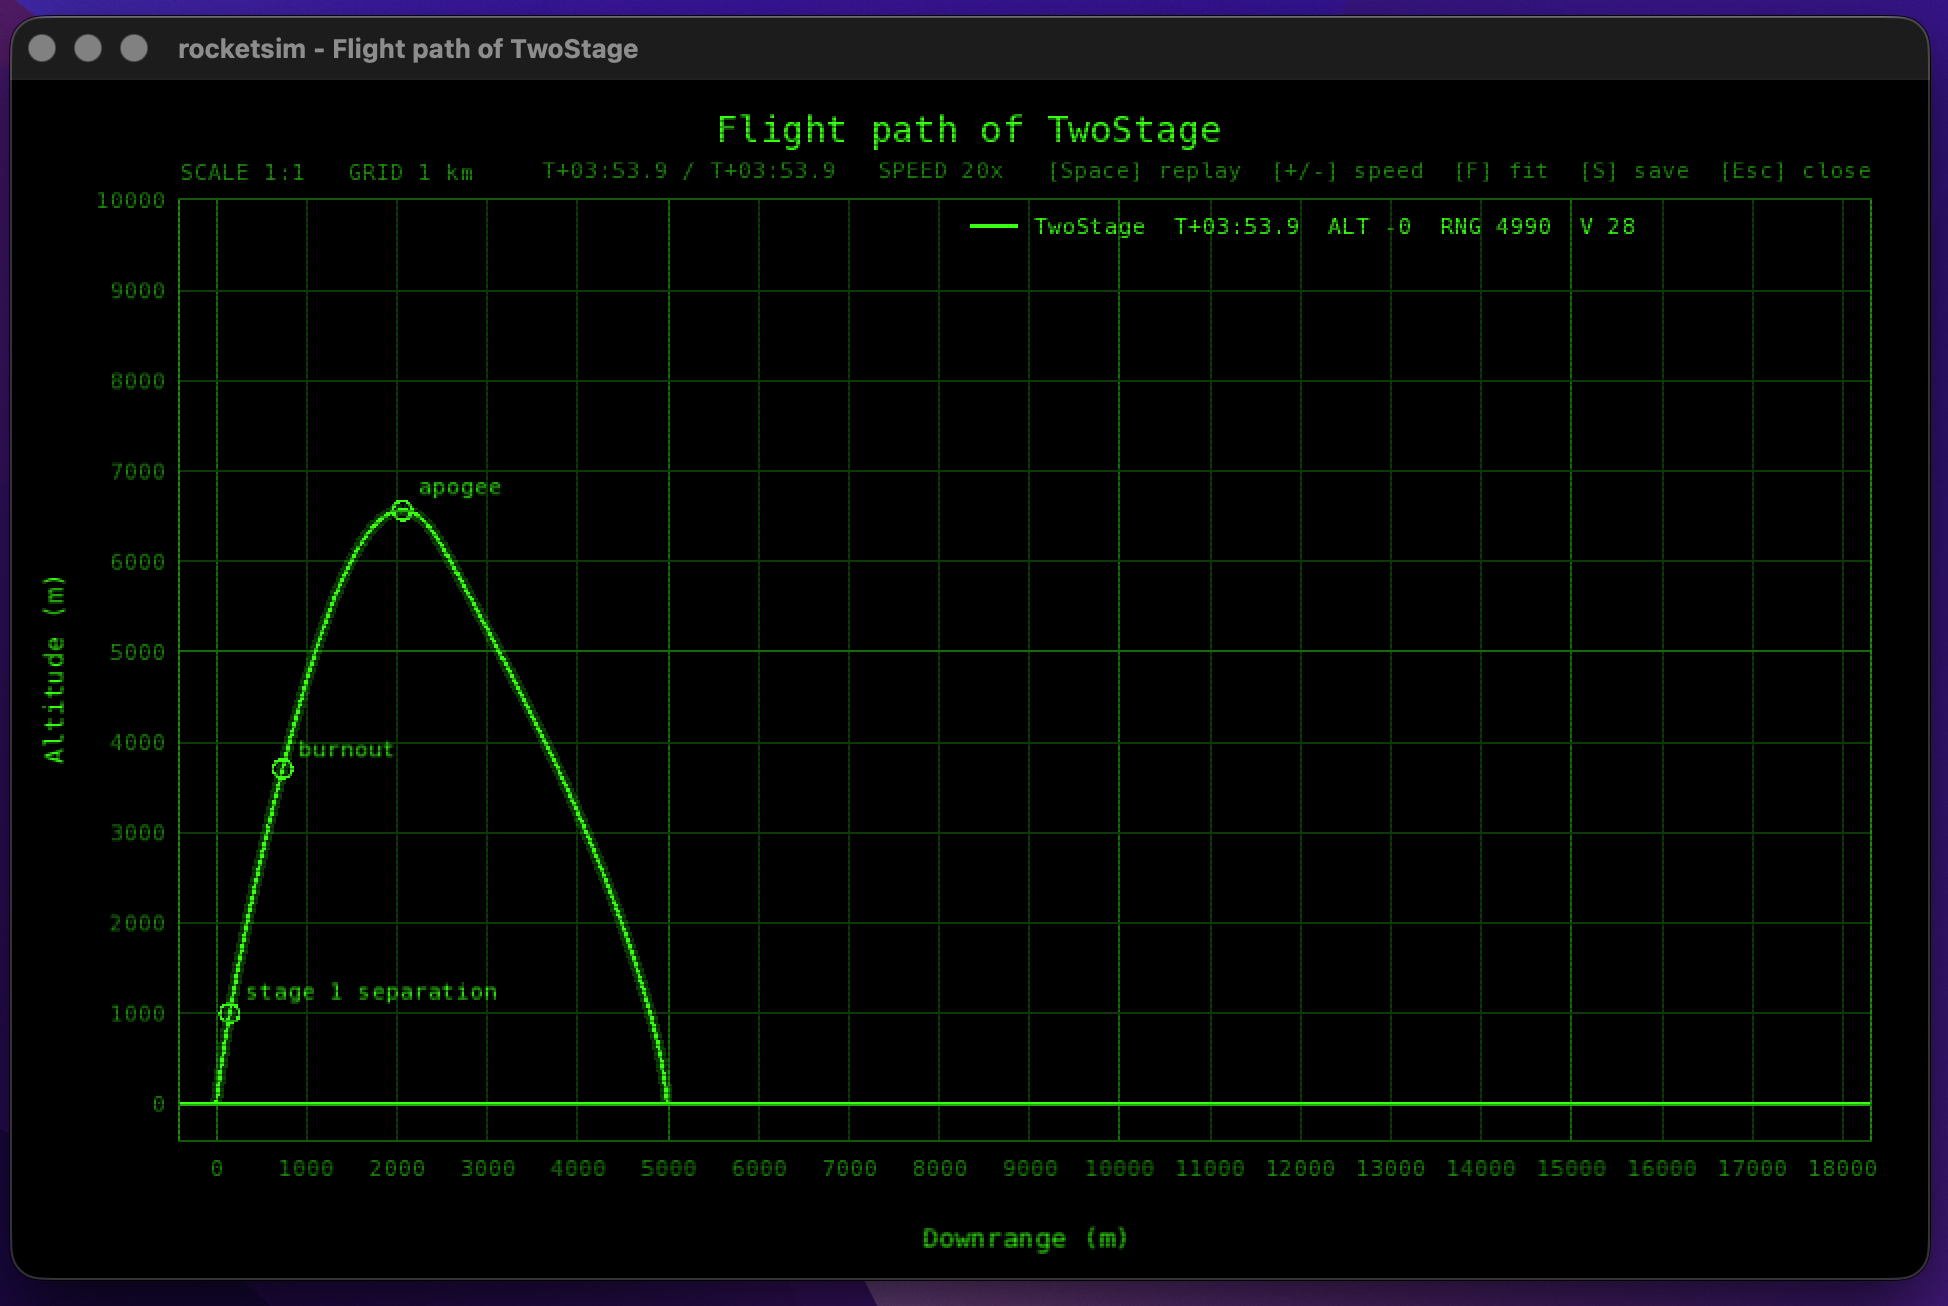 rocketsim - Flight path of TwoStage
Flight path of TwoStage
SCALE 1:1 GRID 1 km T+03:53.9 / T+03:53.9 SPEED 20x [Space] replay [+/-] speed [F] fit [S] save [Esc] close
TwoStage T+03:53.9 ALT -0 RNG 4990 V 28
10000
9000
8000
7000
apogee
6000
Altitude (m)
5000
4000
burnout
3000
2000
stage 1 separation
1000
0
0 1000 2000 3000 4000 5000 6000 7000 8000 9000 10000 11000 12000 13000 14000 15000 16000 17000 18000
Downrange (m)